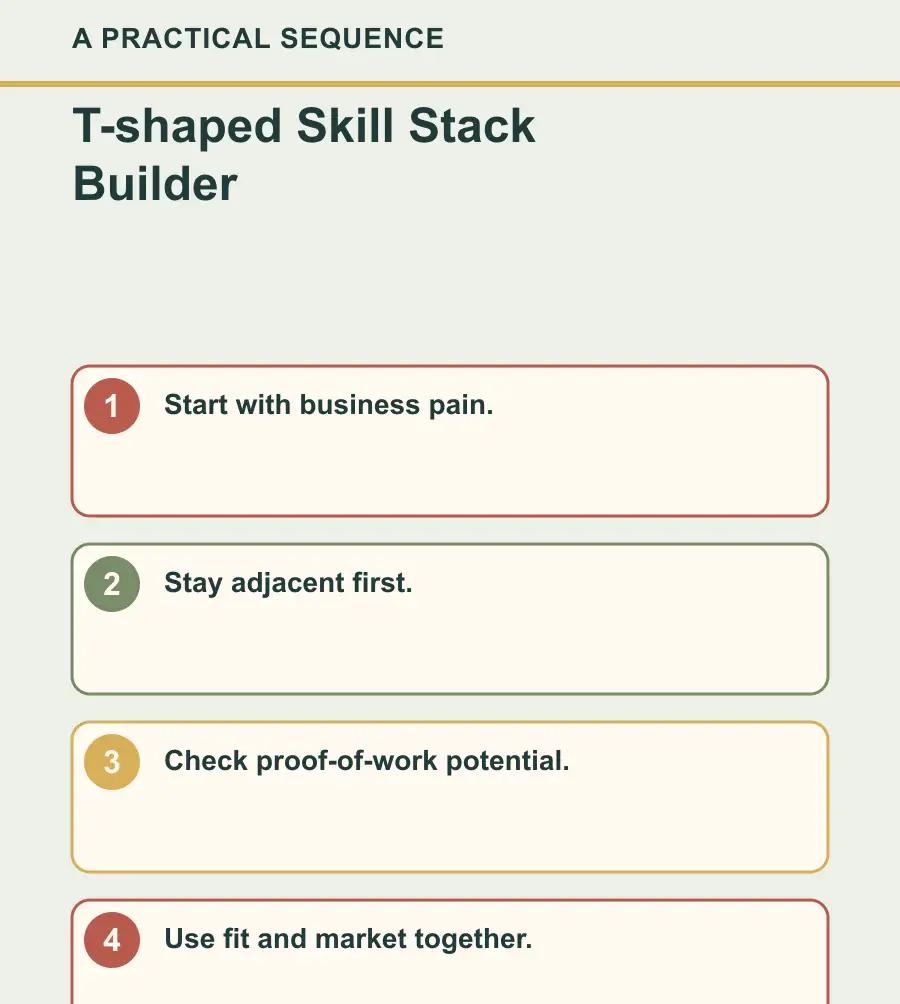 A PRACTICAL SEQUENCE
T-shaped Skill Stack
Builder
1 Start with business pain.
2 Stay adjacent first.
3 Check proof-of-work potential.
4 Use fit and market together.